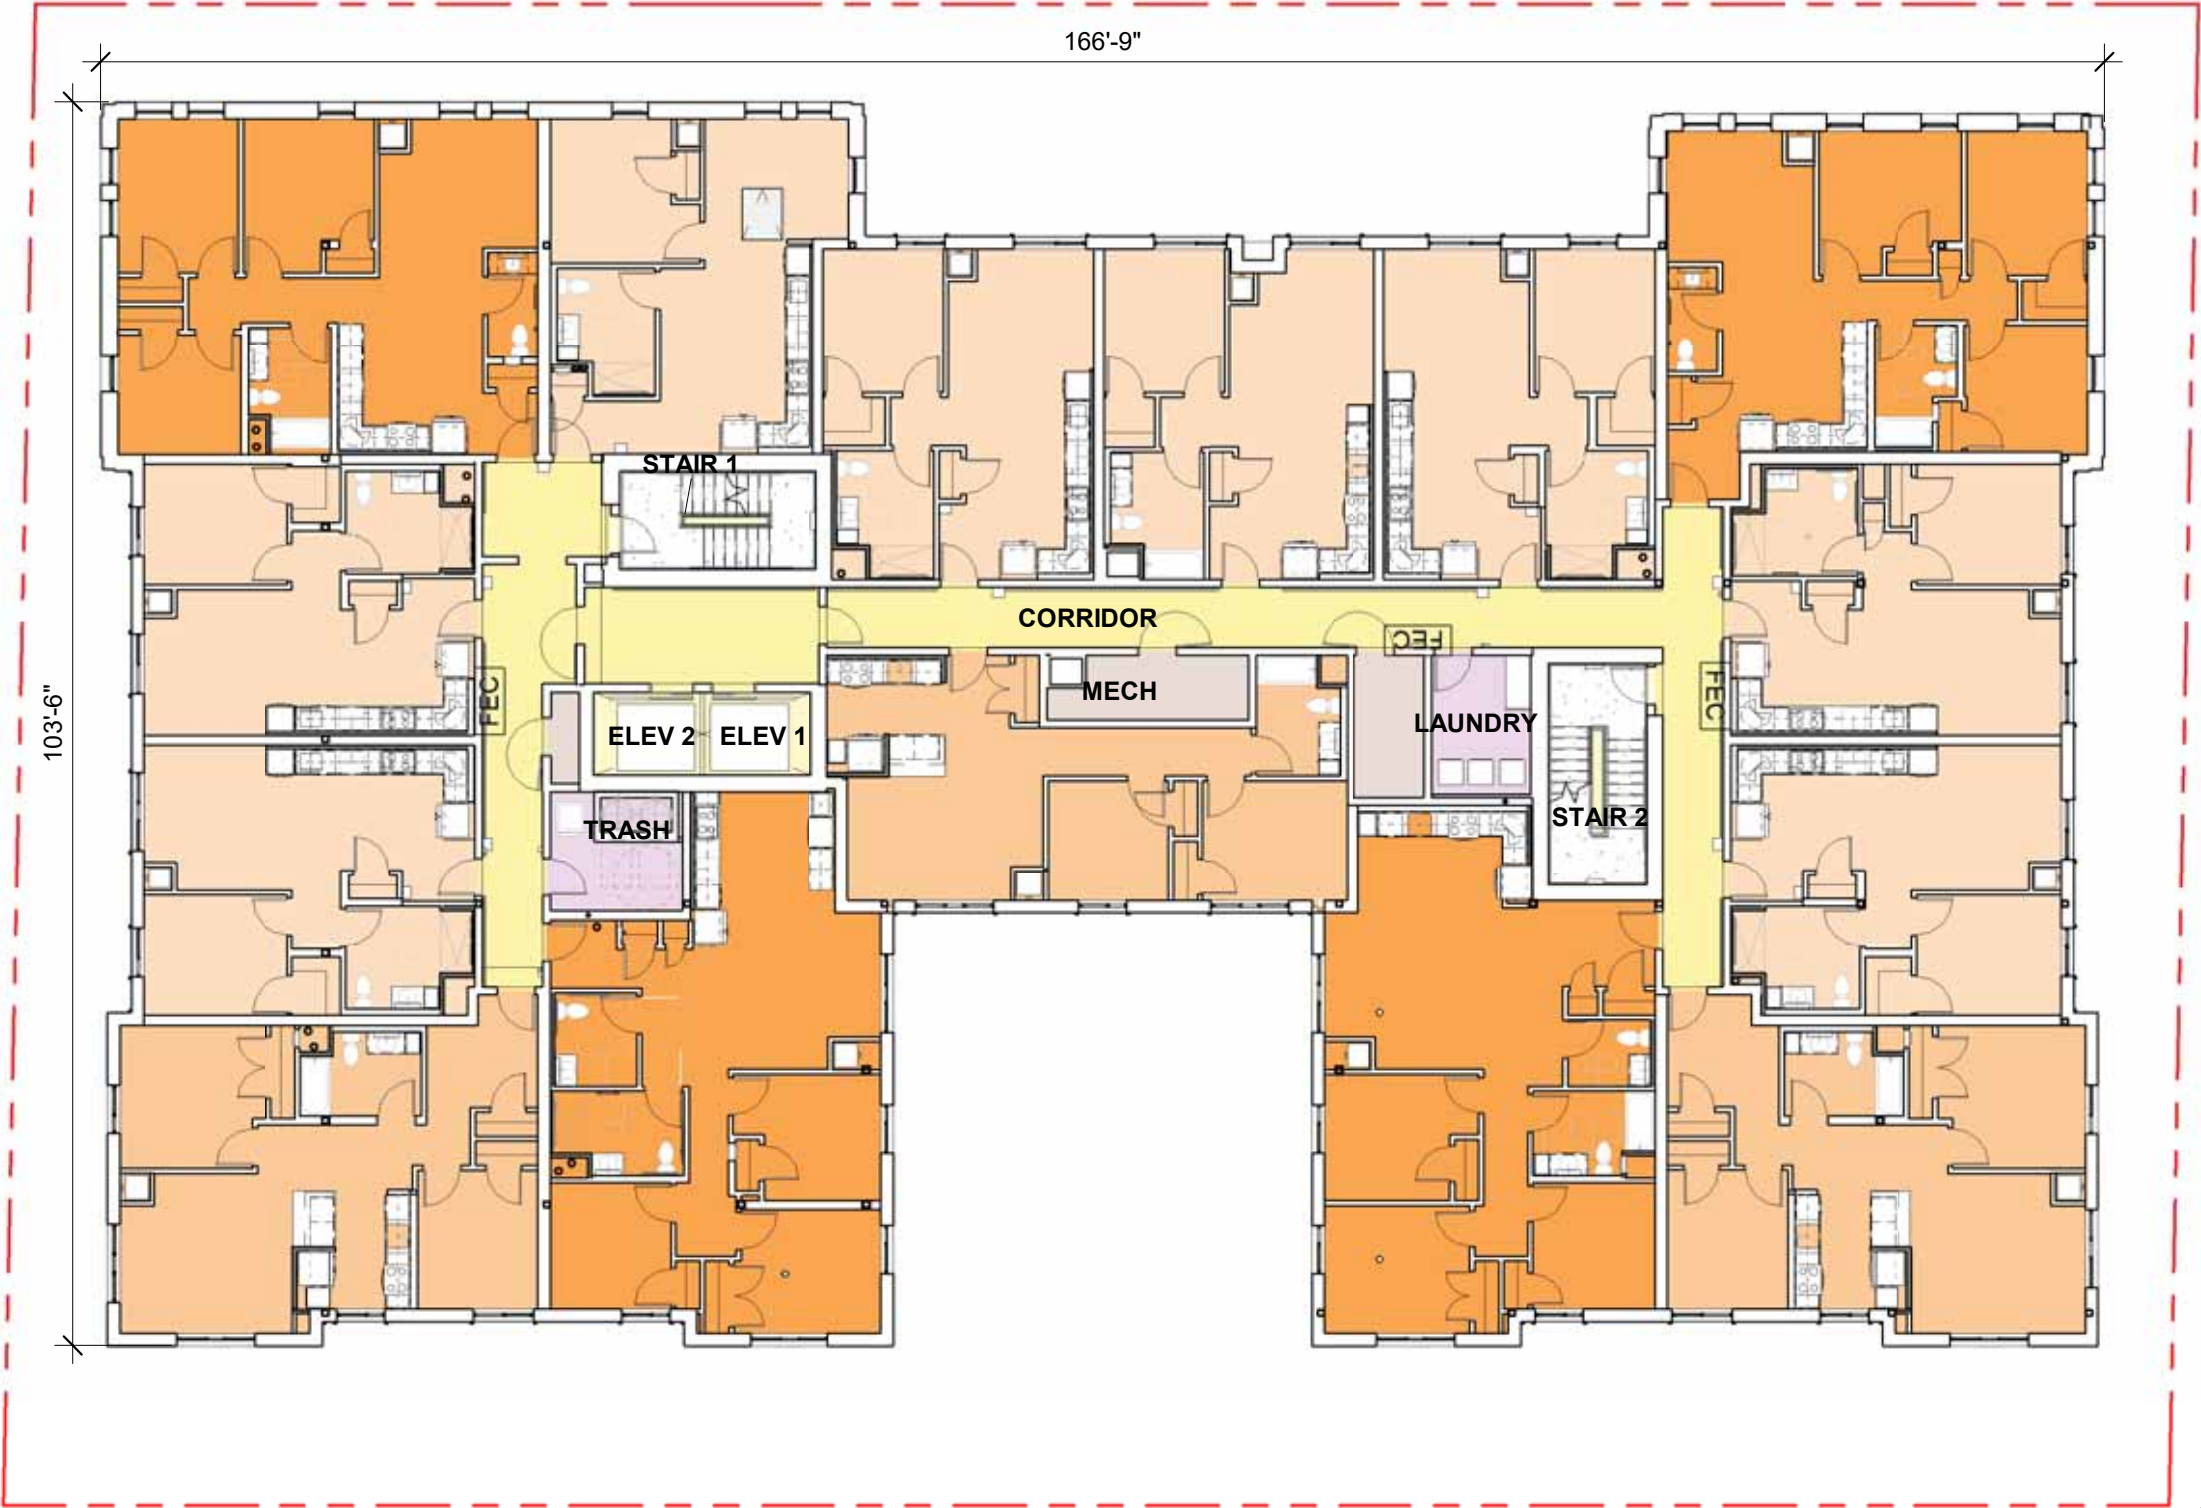 166'-9"
STAIR 1
CORRIDOR
FEC
103'-6"
FEC
MECH
FEC
ELEV 2
ELEV 1
LAUNDRY
TRASH
STAIR 2